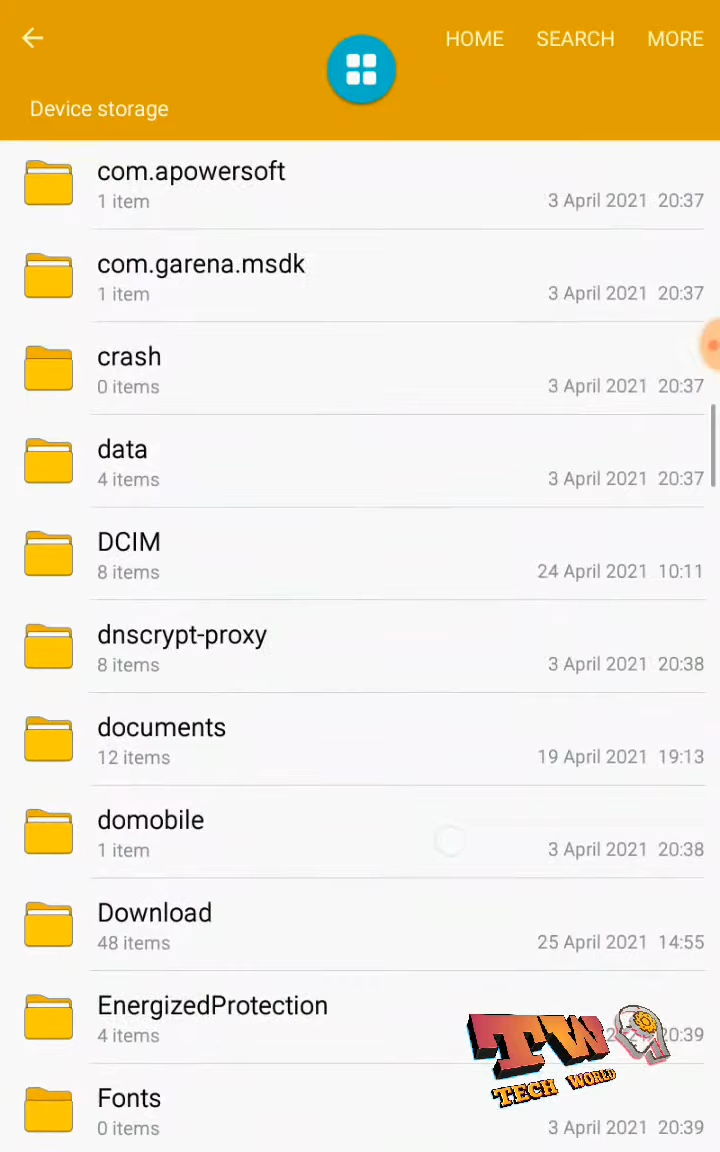 HOME SEARCH MORE
Device storage
com.apowersoft
1 item 3 April 2021 20:37
com.garena.msdk
1 item 3 April 2021 20:37
crash
0 items 3 April 2021 20:37
data
4 items 3 April 2021 20:37
DCIM
8 items 24 April 2021 10:11
dnscrypt-proxy
8 items 3 April 2021 20:38
documents
12 items 19 April 2021 19:13
domobile
1 item 3 April 2021 20:38
Download
48 items 25 April 2021 14:55
EnergizedProtection
4 items 20:39
TW
TECH WORLD
Fonts
0 items 3 April 2021 20:39